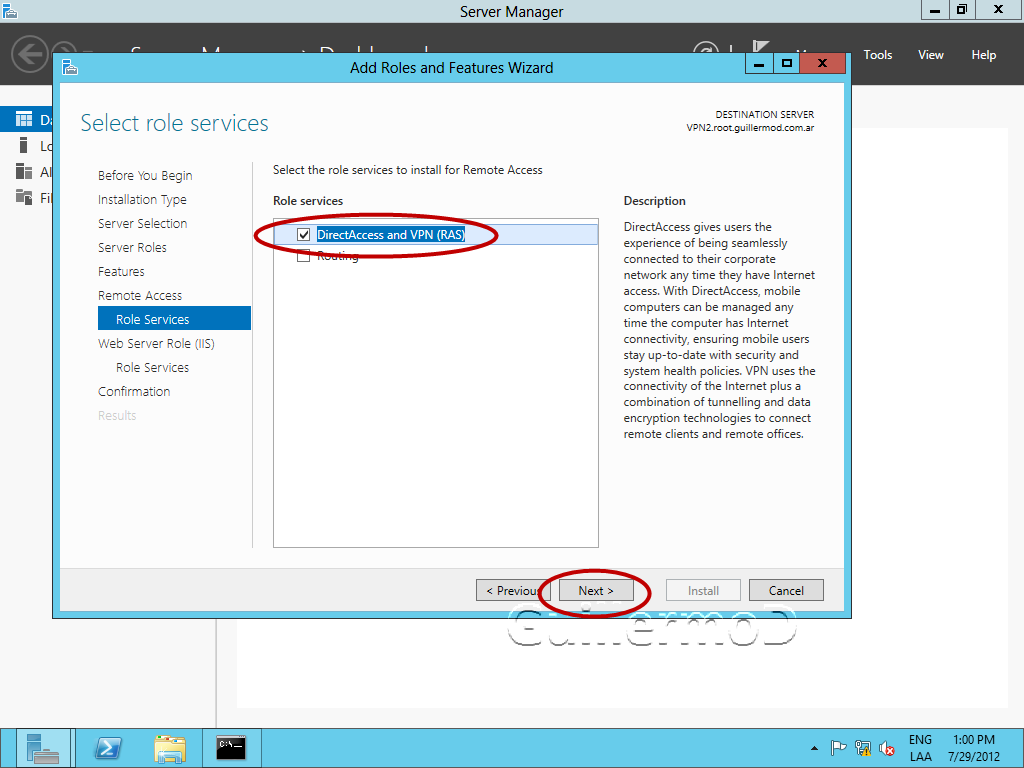 Server Manager
Tools
View
Help
Add Roles and Features Wizard
Select role services
DESTINATION SERVER
VPN2.root.guillermod.com.ar
Before You Begin
Installation Type
Server Selection
Server Roles
Features
Remote Access
Role Services
Web Server Role (IIS)
Role Services
Confirmation
Results
Select the role services to install for Remote Access
Role services
DirectAccess and VPN (RAS)
Routing
Description
DirectAccess gives users the
experience of being seamlessly
connected to their corporate
network any time they have Internet
access. With DirectAccess, mobile
computers can be managed any
time the computer has Internet
connectivity, ensuring mobile users
stay up-to-date with security and
system health policies. VPN uses the
connectivity of the Internet plus a
combination of tunnelling and data
encryption technologies to connect
remote clients and remote offices.
< Previous
Next >
Install
Cancel
GuillermoD
C:\_
ENG
LAA
1:00 PM
7/29/2012